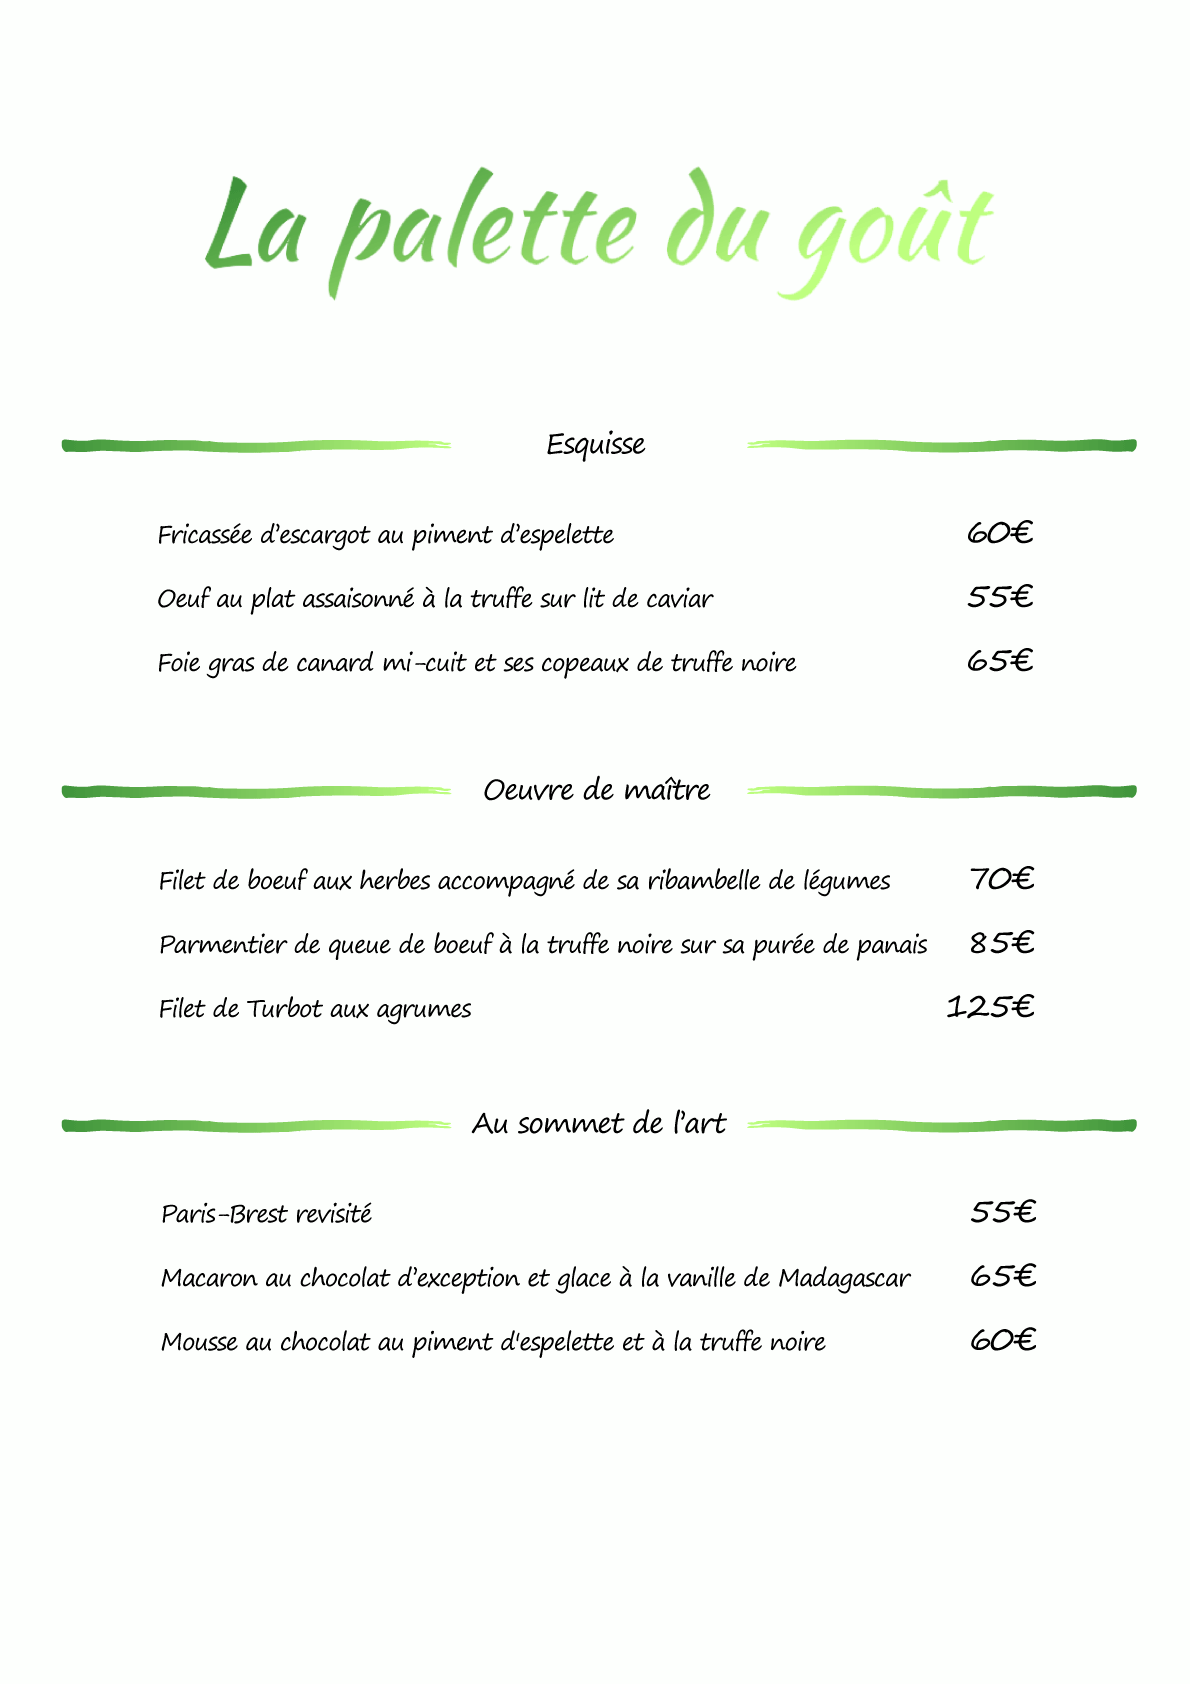 La palette du goût
Esquisse
Fricassée d’escargot au piment d’espelette 60€
Oeuf au plat assaisonné à la truffe sur lit de caviar 55€
Foie gras de canard mi-cuit et ses copeaux de truffe noire 65€
Oeuvre de maître
Filet de boeuf aux herbes accompagné de sa ribambelle de légumes 70€
Parmentier de queue de boeuf à la truffe noire sur sa purée de panais 85€
Filet de Turbot aux agrumes 125€
Au sommet de l’art
Paris-Brest revisité 55€
Macaron au chocolat d’exception et glace à la vanille de Madagascar 65€
Mousse au chocolat au piment d'espelette et à la truffe noire 60€